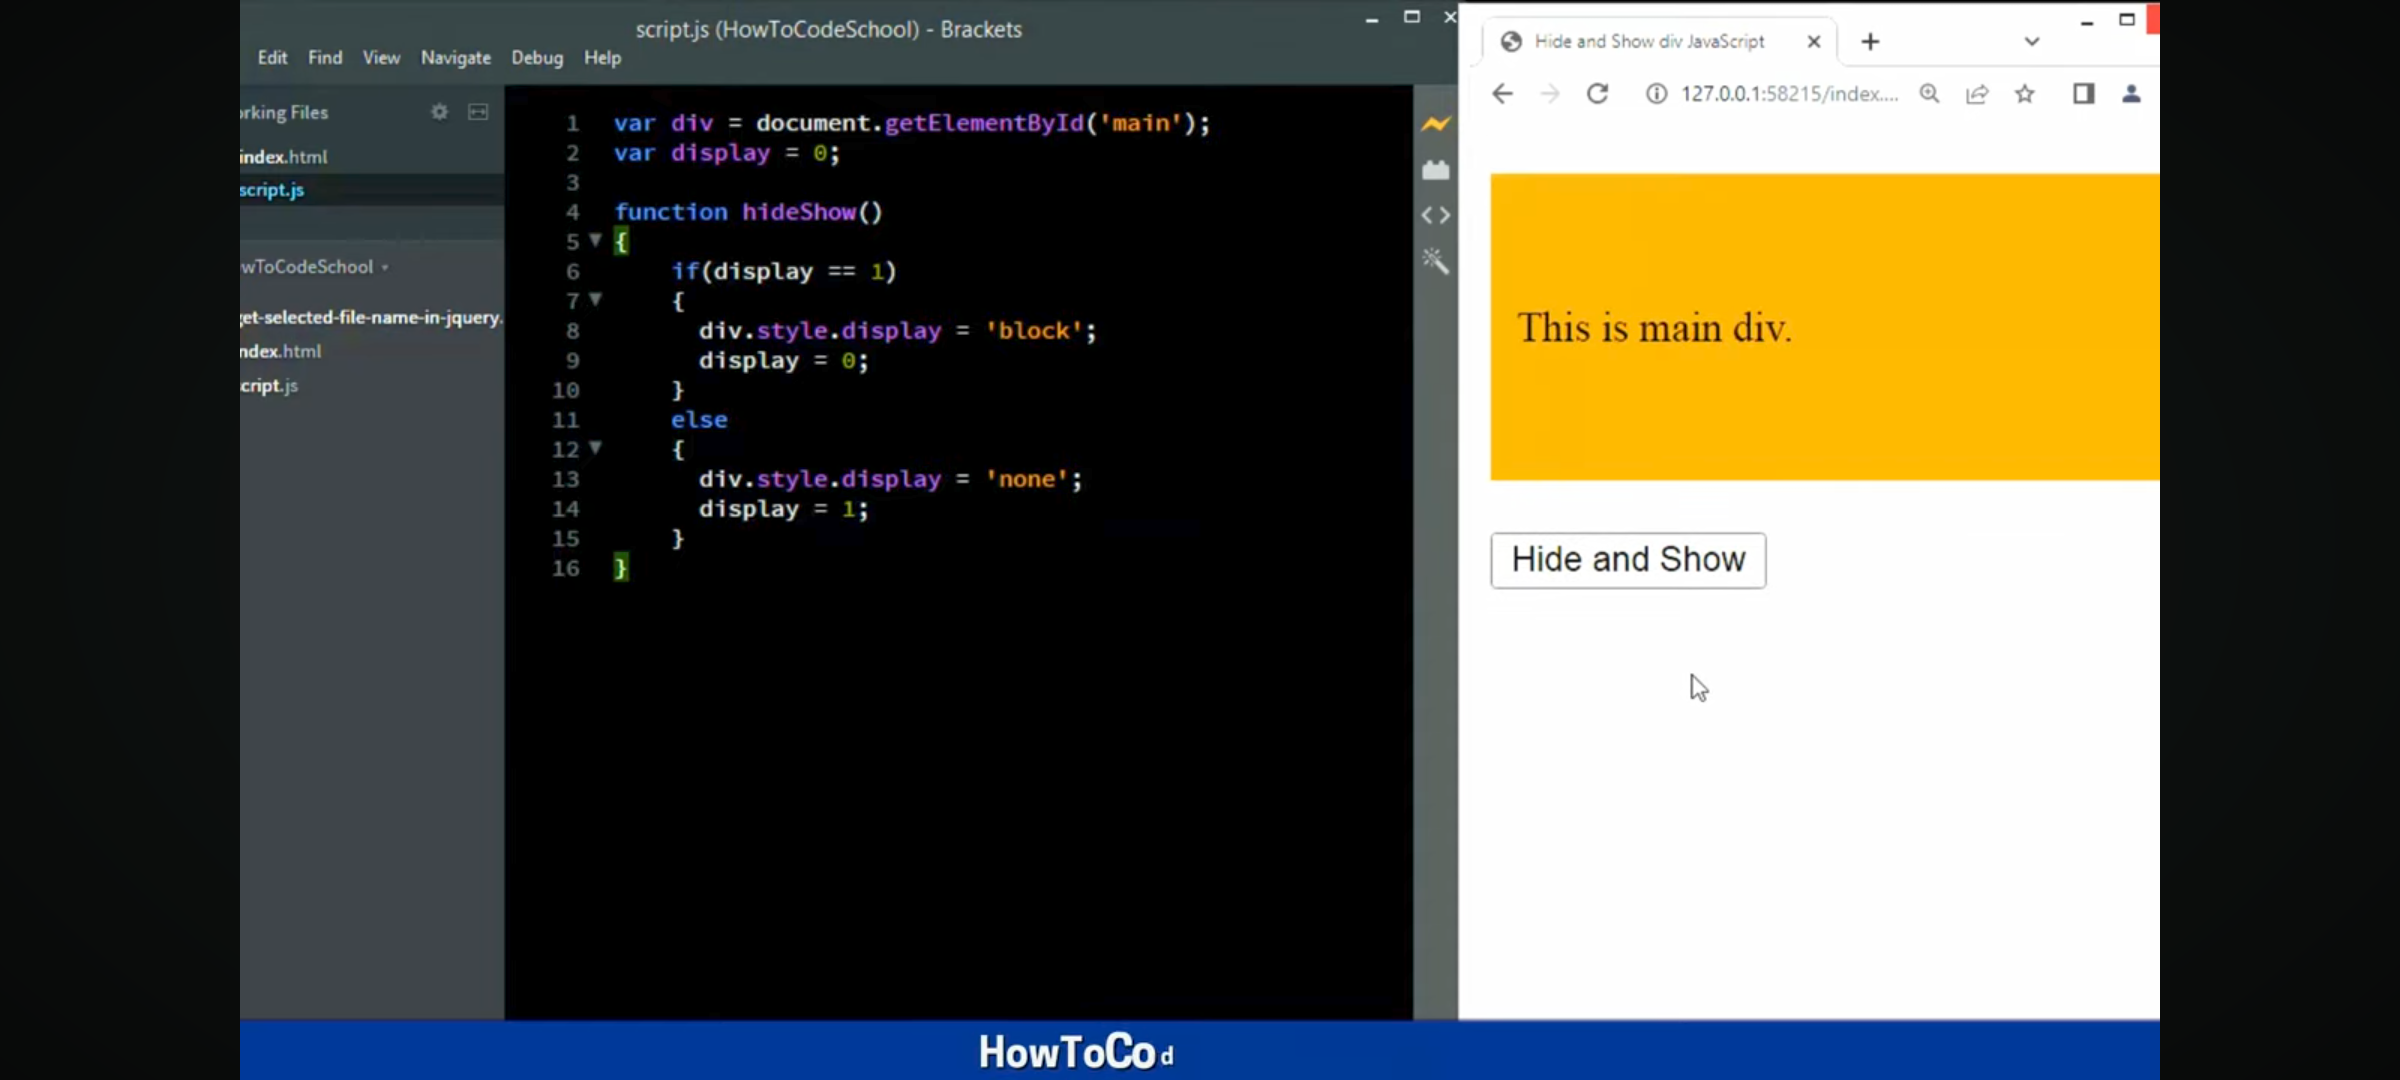 script.js (HowToCodeSchool) - Brackets
Edit Find View Navigate Debug Help
orking Files
index.html
script.js
wToCodeSchool
get-selected-file-name-in-jquery.
ndex.html
cript.js
1 var div = document.getElementById('main');
2 var display = 0;
3
4 function hideShow()
5 {
6 if(display == 1)
7 {
8 div.style.display = 'block';
9 display = 0;
10 }
11 else
12 {
13 div.style.display = 'none';
14 display = 1;
15 }
16 }
Hide and Show div JavaScript
127.0.0.1:58215/index....
This is main div.
Hide and Show
HowToCod